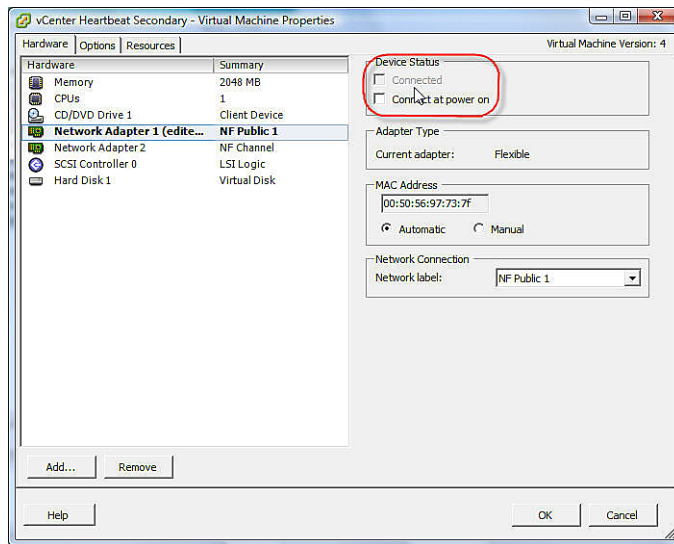 vCenter Heartbeat Secondary - Virtual Machine Properties
Hardware Options Resources
Virtual Machine Version: 4
Hardware Summary
Memory 2048 MB
CPUs 1
CD/DVD Drive 1 Client Device
Network Adapter 1 (edite... NF Public 1
Network Adapter 2 NF Channel
SCSI Controller 0 LSI Logic
Hard Disk 1 Virtual Disk
Add... Remove
Device Status
Connected
Connect at power on
Adapter Type
Current adapter: Flexible
MAC Address
00:50:56:97:73:7f
Automatic Manual
Network Connection
Network label: NF Public 1
Help OK Cancel